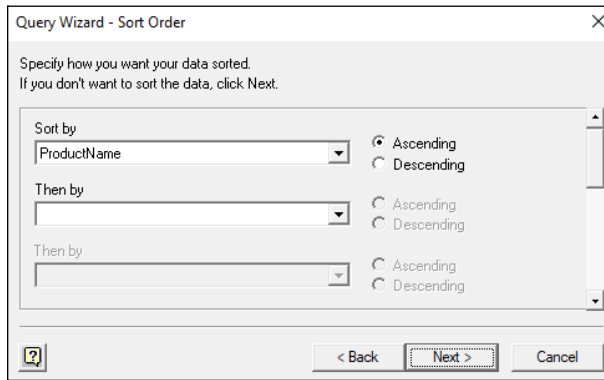 Query Wizard - Sort Order
Specify how you want your data sorted.
If you don't want to sort the data, click Next.
Sort by
ProductName
Ascending
Descending
Then by
Ascending
Descending
Then by
Ascending
Descending
?
< Back
Next >
Cancel